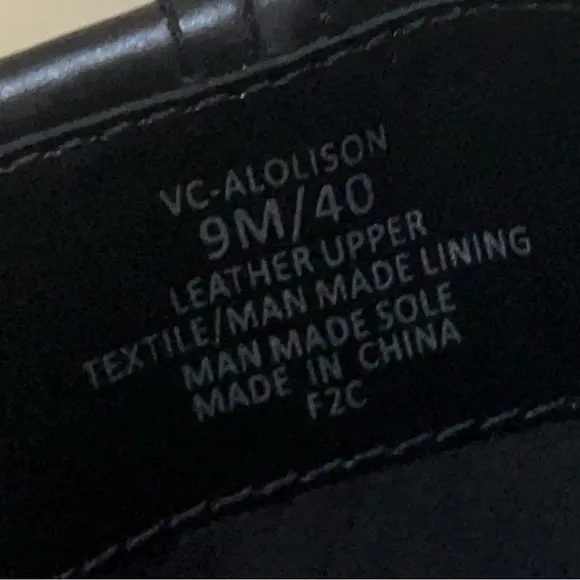 VC-ALOLISON
9M/40
LEATHER UPPER
TEXTILE/MAN MADE LINING
MAN MADE SOLE
MADE IN CHINA
F2C